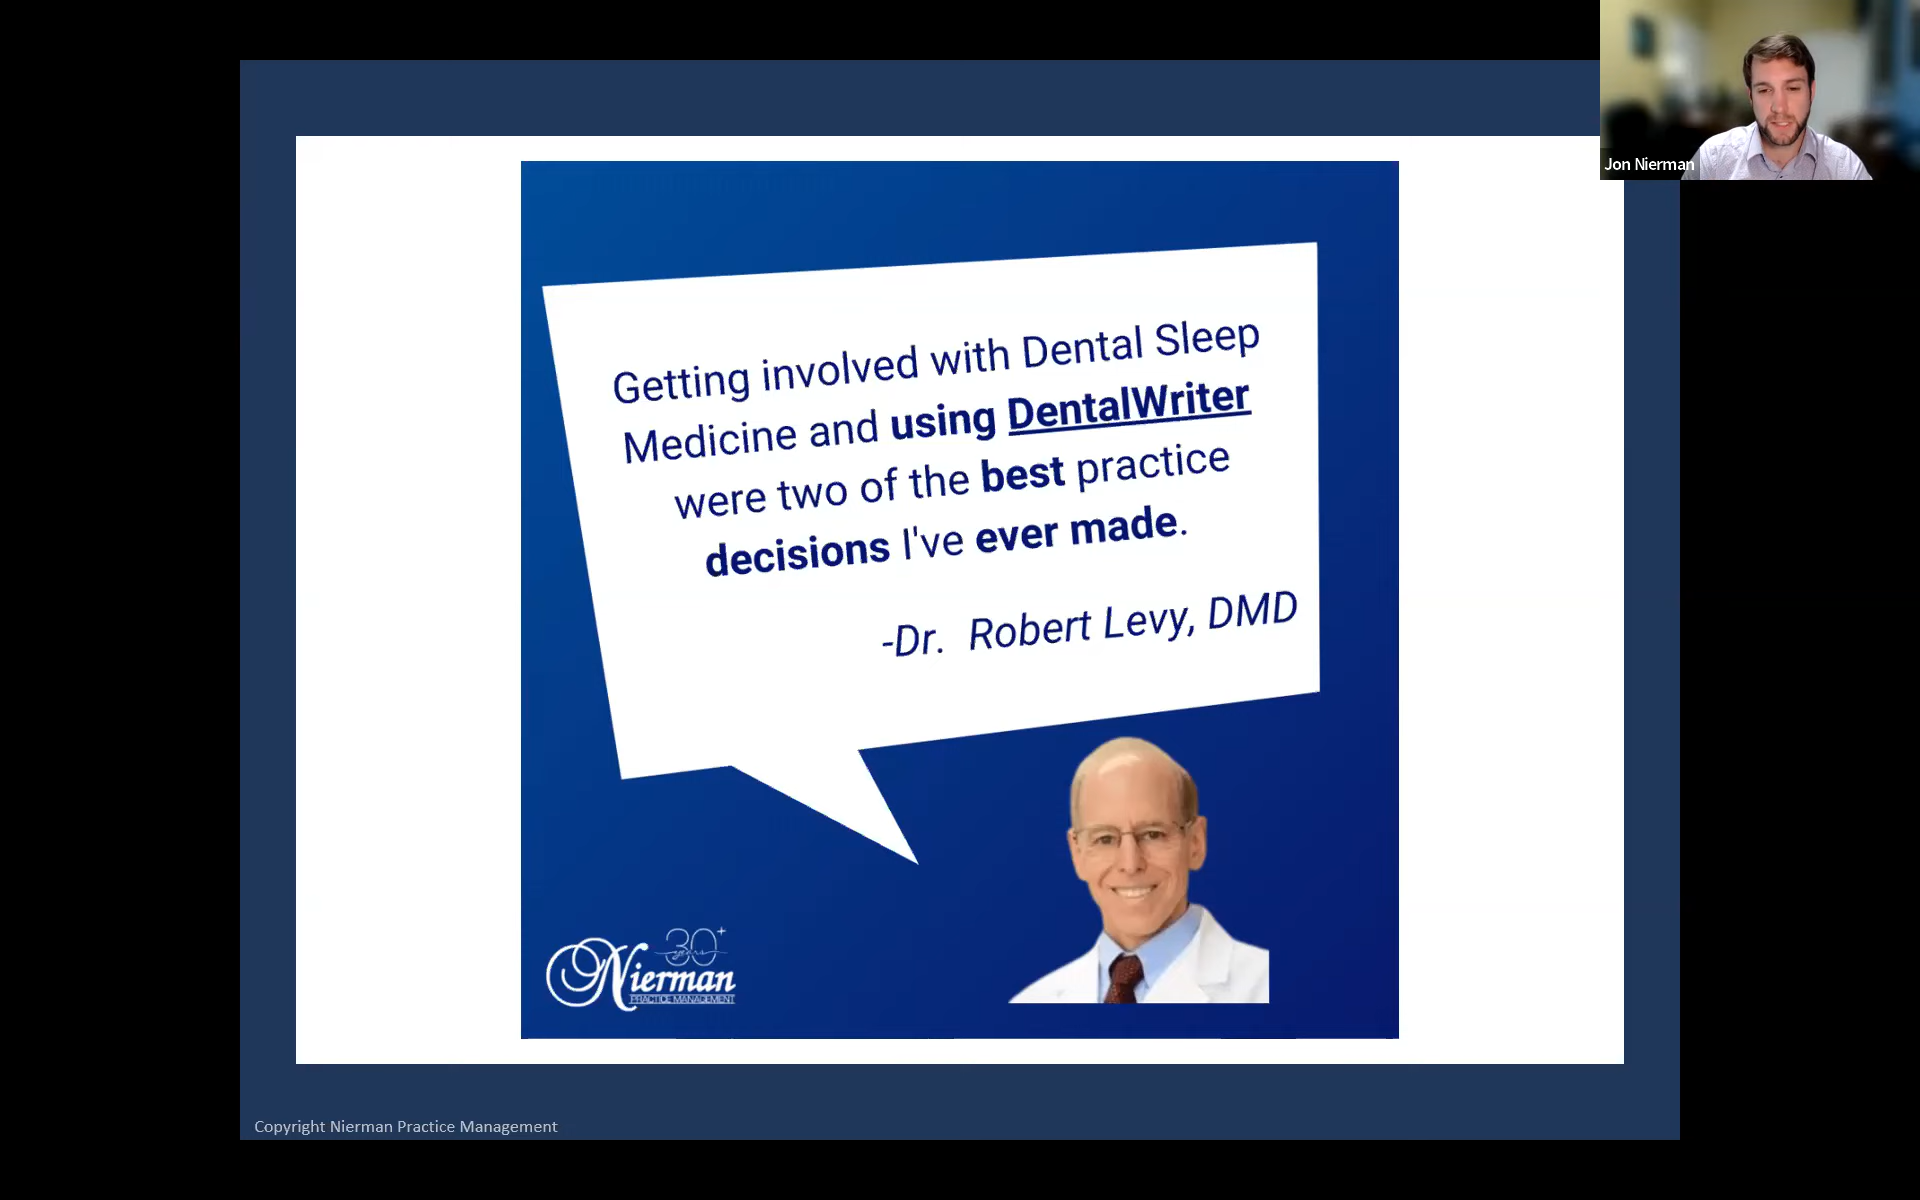 Jon Nierman
Getting involved with Dental Sleep
Medicine and using DentalWriter
were two of the best practice
decisions I've ever made.
-Dr. Robert Levy, DMD
30+
years
Nierman
PRACTICE MANAGEMENT
Copyright Nierman Practice Management